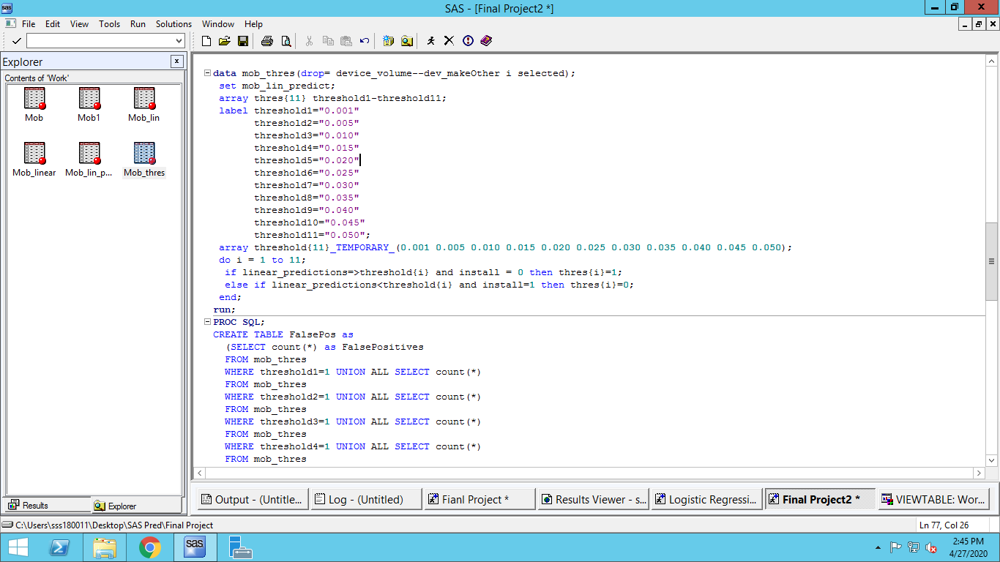 sas
SAS - [Final Project2 *]
File Edit View Tools Run Solutions Window Help
Explorer
Contents of 'Work'
Mob Mob1 Mob_lin
Mob_linear Mob_lin_p... Mob_thres
data mob_thres(drop= device_volume--dev_makeOther i selected);
set mob_lin_predict;
array thres{11} threshold1-threshold11;
label threshold1="0.001"
threshold2="0.005"
threshold3="0.010"
threshold4="0.015"
threshold5="0.020"
threshold6="0.025"
threshold7="0.030"
threshold8="0.035"
threshold9="0.040"
threshold10="0.045"
threshold11="0.050";
array threshold{11}_TEMPORARY_(0.001 0.005 0.010 0.015 0.020 0.025 0.030 0.035 0.040 0.045 0.050);
do i = 1 to 11;
if linear_predictions=>threshold{i} and install = 0 then thres{i}=1;
else if linear_predictions<threshold{i} and install=1 then thres{i}=0;
end;
run;
PROC SQL;
CREATE TABLE FalsePos as
(SELECT count(*) as FalsePositives
FROM mob_thres
WHERE threshold1=1 UNION ALL SELECT count(*)
FROM mob_thres
WHERE threshold2=1 UNION ALL SELECT count(*)
FROM mob_thres
WHERE threshold3=1 UNION ALL SELECT count(*)
FROM mob_thres
WHERE threshold4=1 UNION ALL SELECT count(*)
FROM mob_thres
Results Explorer
Output - (Untitle... Log - (Untitled) Fianl Project * Results Viewer - s... Logistic Regressi... Final Project2 * VIEWTABLE: Wor...
C:\Users\sss180011\Desktop\SAS Pred\Final Project
Ln 77, Col 26
sas
2:45 PM
4/27/2020